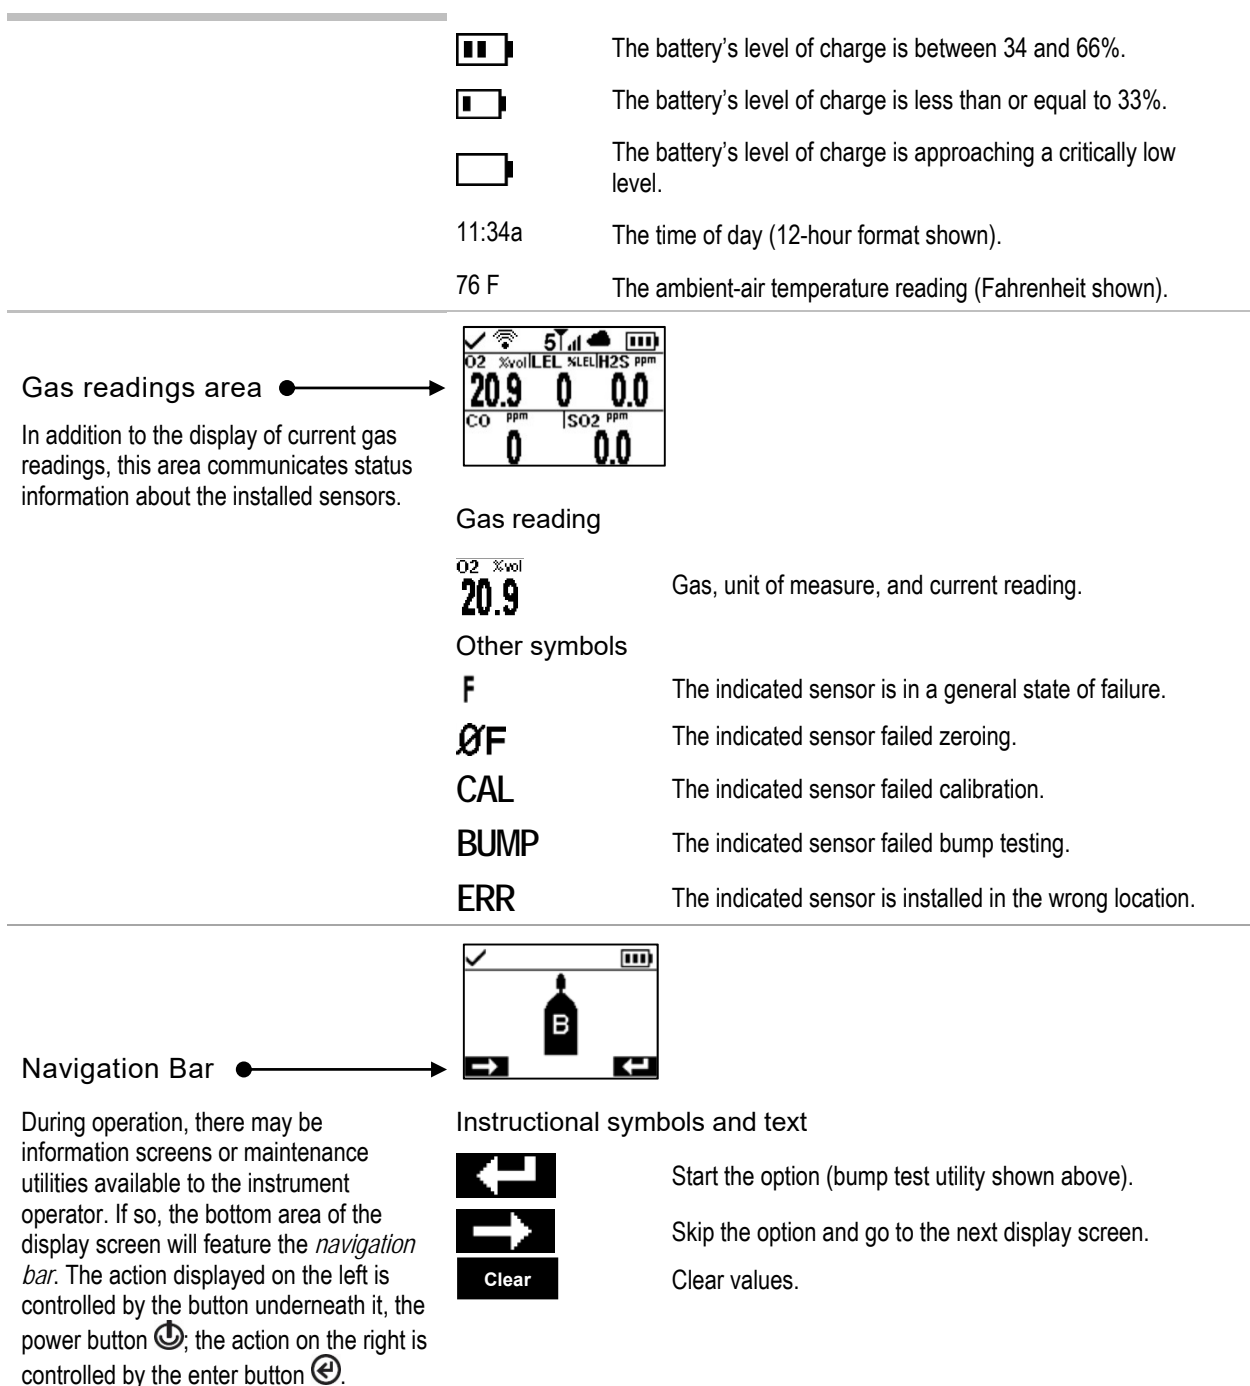 The battery's level of charge is between 34 and 66%.
The battery's level of charge is less than or equal to 33%.
The battery's level of charge is approaching a critically low
level.
11:34a The time of day (12-hour format shown).
76 F The ambient-air temperature reading (Fahrenheit shown).
Gas readings area
In addition to the display of current gas
readings, this area communicates status
information about the installed sensors.
5
O2 %vol LEL %LEL H2S ppm
20.9 0 0.0
CO ppm SO2 ppm
0 0.0
Gas reading
O2 %vol
20.9
Gas, unit of measure, and current reading.
Other symbols
F The indicated sensor is in a general state of failure.
ØF The indicated sensor failed zeroing.
CAL The indicated sensor failed calibration.
BUMP The indicated sensor failed bump testing.
ERR The indicated sensor is installed in the wrong location.
Navigation Bar
During operation, there may be
information screens or maintenance
utilities available to the instrument
operator. If so, the bottom area of the
display screen will feature the navigation
bar. The action displayed on the left is
controlled by the button underneath it, the
power button ; the action on the right is
controlled by the enter button .
B
Instructional symbols and text
Start the option (bump test utility shown above).
Skip the option and go to the next display screen.
Clear Clear values.